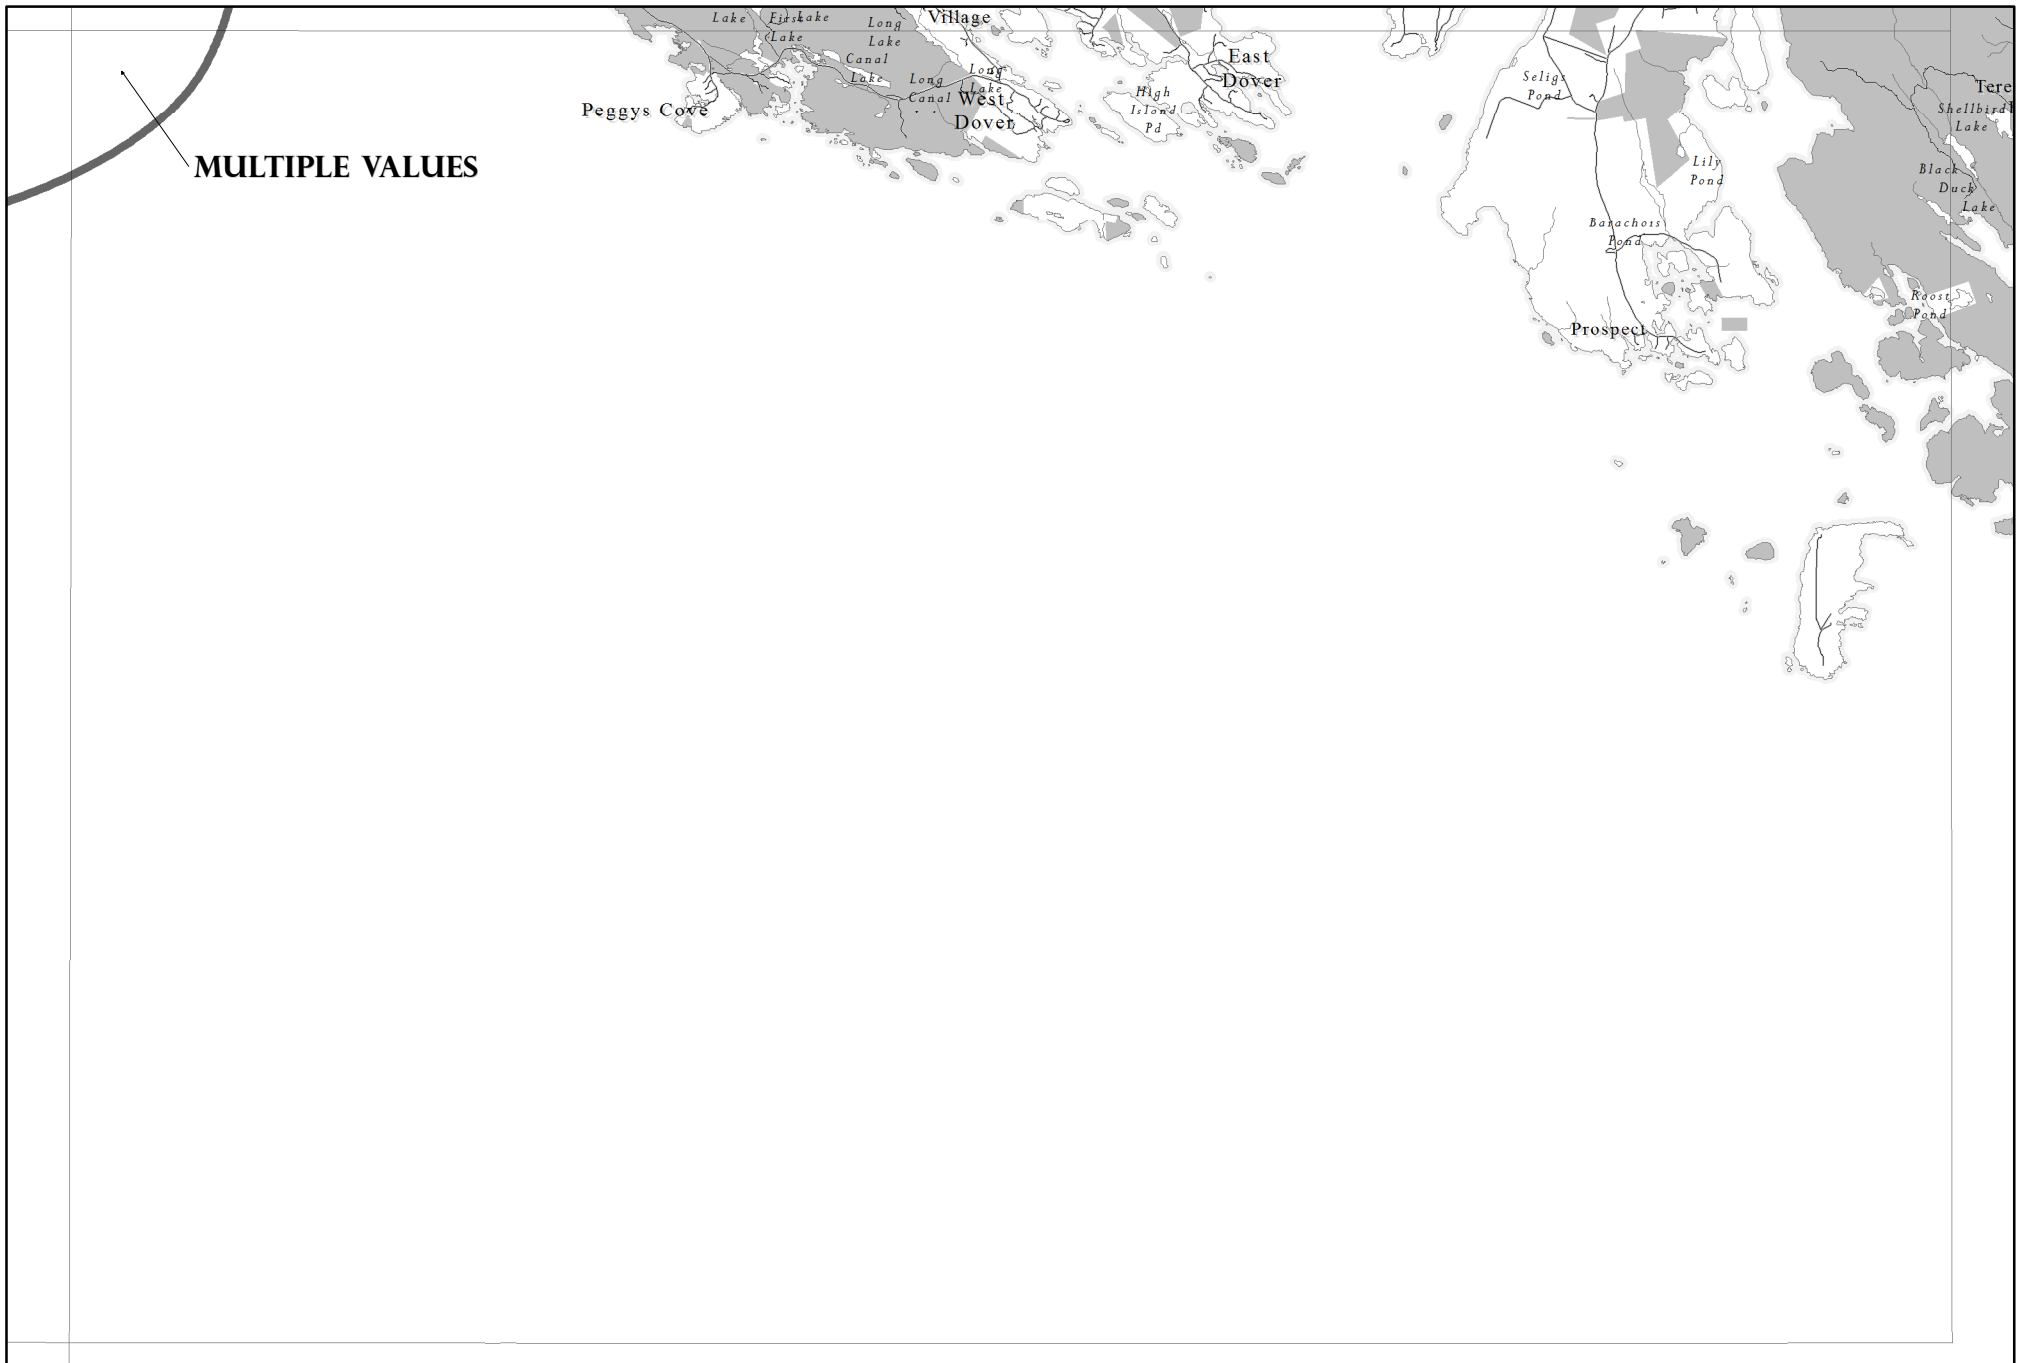 Lake
First Lake
Lake
Long
Lake
Village
Canal
Lake
Long
Canal
Long
Lake
West
Dover
Peggys Cove
High
Island
Pd
East
Dover
Seligs
Pond
Lily
Pond
Barachois
Pond
Prospect
Tere
Shellbird
Lake
Black
Duck
Lake
Roost
Pond
MULTIPLE VALUES